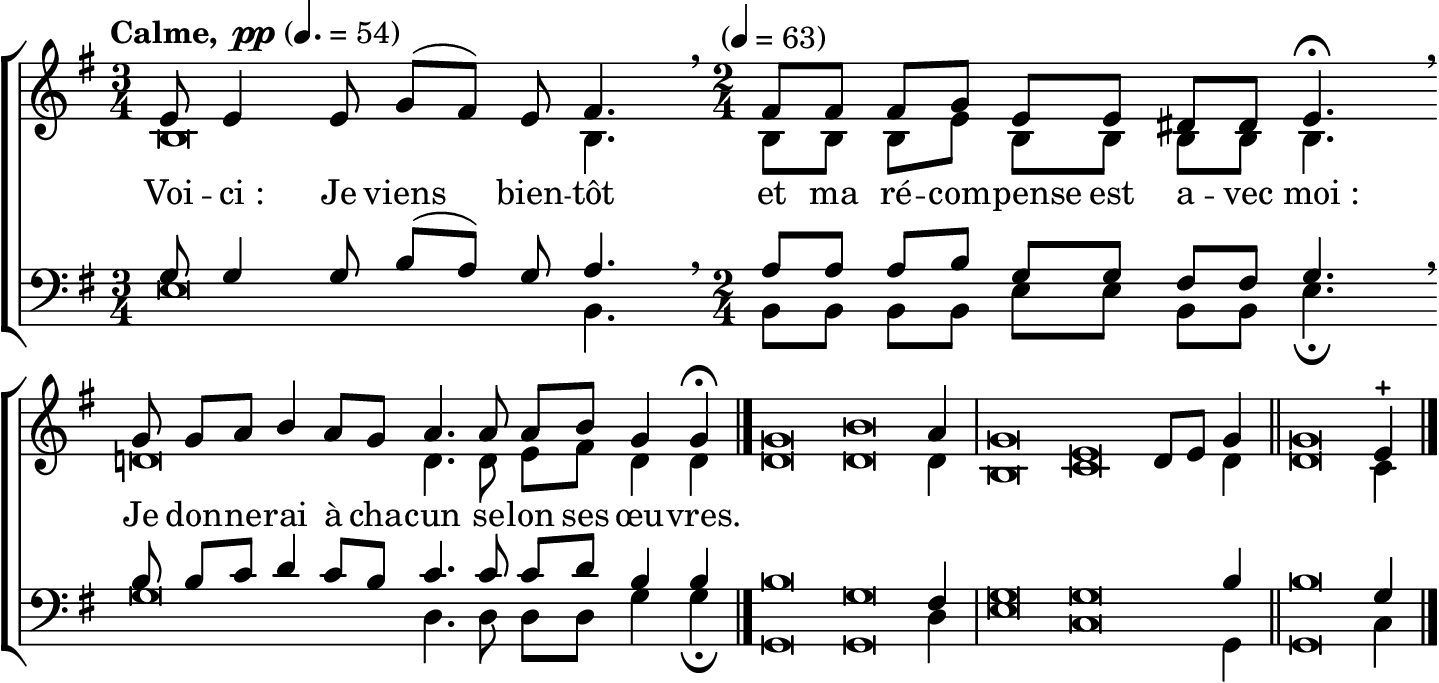 Calme, pp (♩. = 54) (♩ = 63)
Voi - ci : Je viens bien - tôt et ma ré - compense est a - vec moi :
Je donnerai à chacun selon ses œuvres.